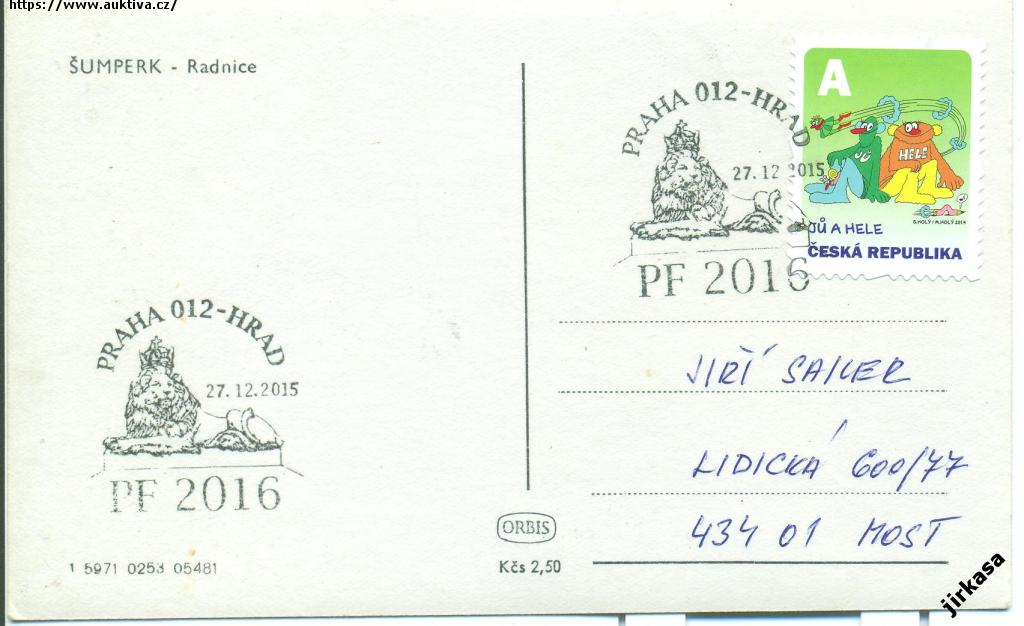 https://www.auktiva.cz/
ŠUMPERK - Radnice
PRAHA 012-HRAD
27.12.2015
PF 2016
A
JŮ
HELE
JŮ A HELE
ČESKÁ REPUBLIKA
PRAHA 012-HRAD
27.12.2015
PF 2016
JIŘÍ SAILER
LIDICKÁ 600/77
434 01 MOST
ORBIS
Kčs 2,50
1 5971 0253 05481
jirkasa